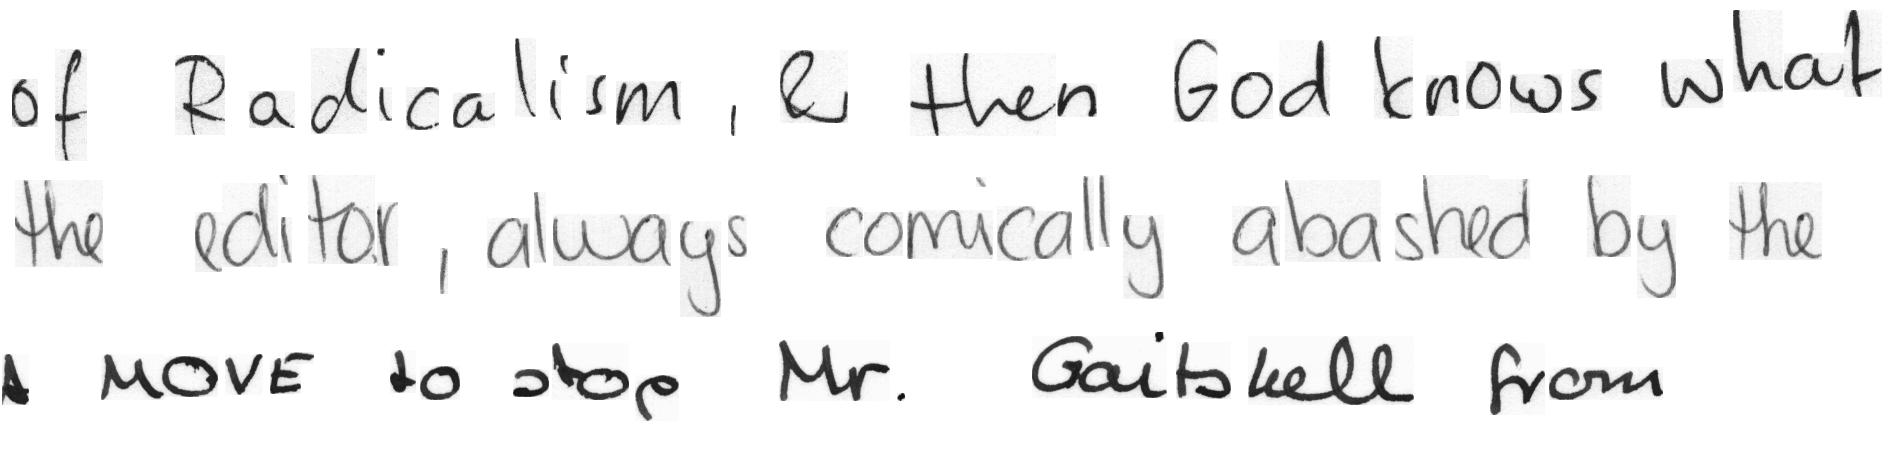 of Radicalism, & then God knows what
the editor, always comically abashed by the
A MOVE to stop Mr. Gaitskell from